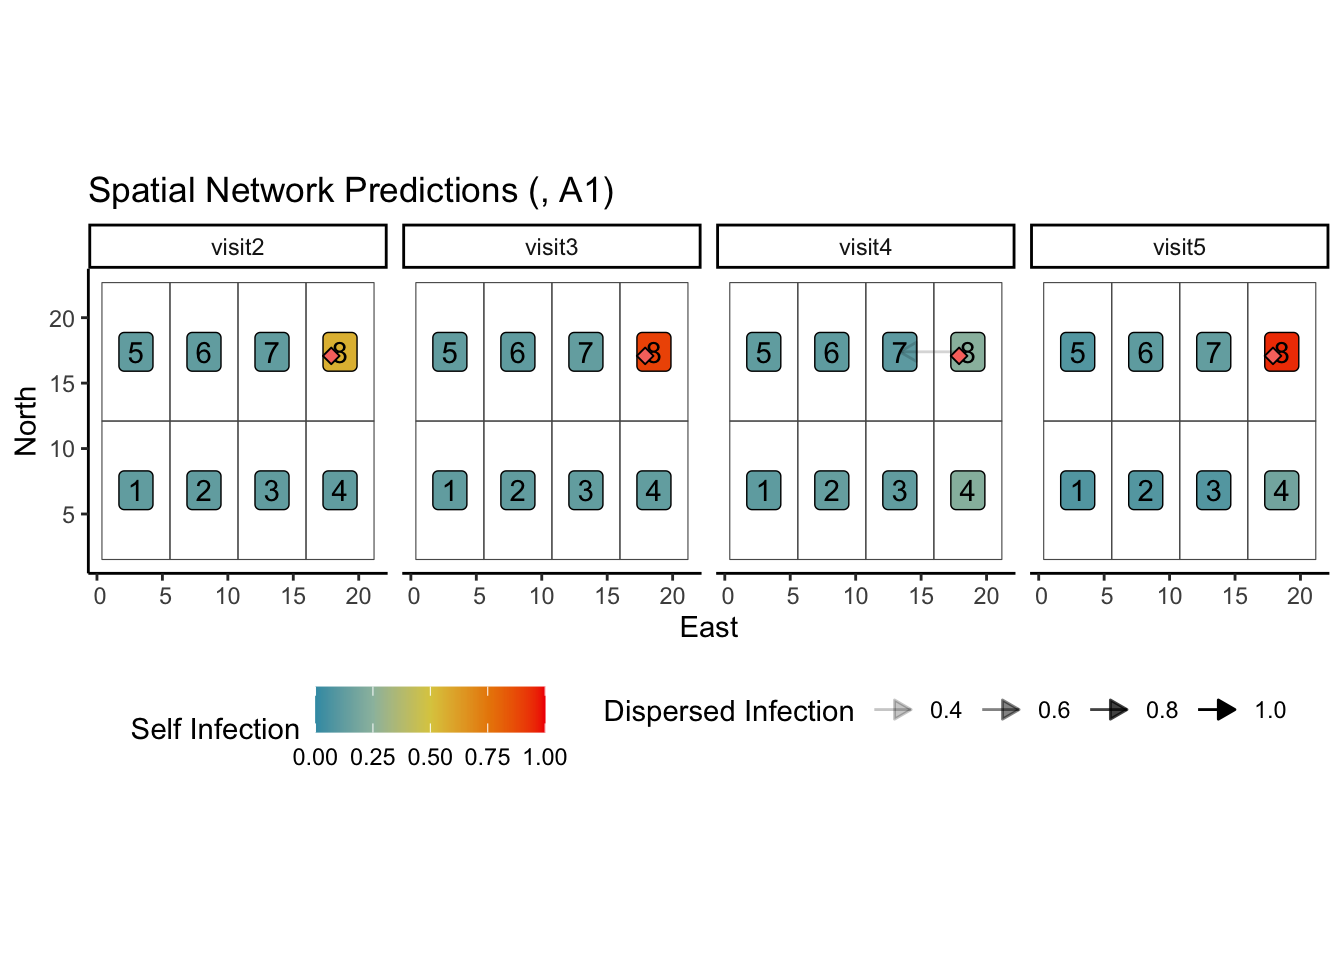 Spatial Network Predictions (, A1)
visit2 visit3 visit4 visit5
North
20
15
10
5
5 6 7 8 5 6 7 8 5 6 7 8 5 6 7 8
1 2 3 4 1 2 3 4 1 2 3 4 1 2 3 4
0 5 10 15 20 0 5 10 15 20 0 5 10 15 20 0 5 10 15 20
East
Self Infection
0.00 0.25 0.50 0.75 1.00
Dispersed Infection 0.4 0.6 0.8 1.0